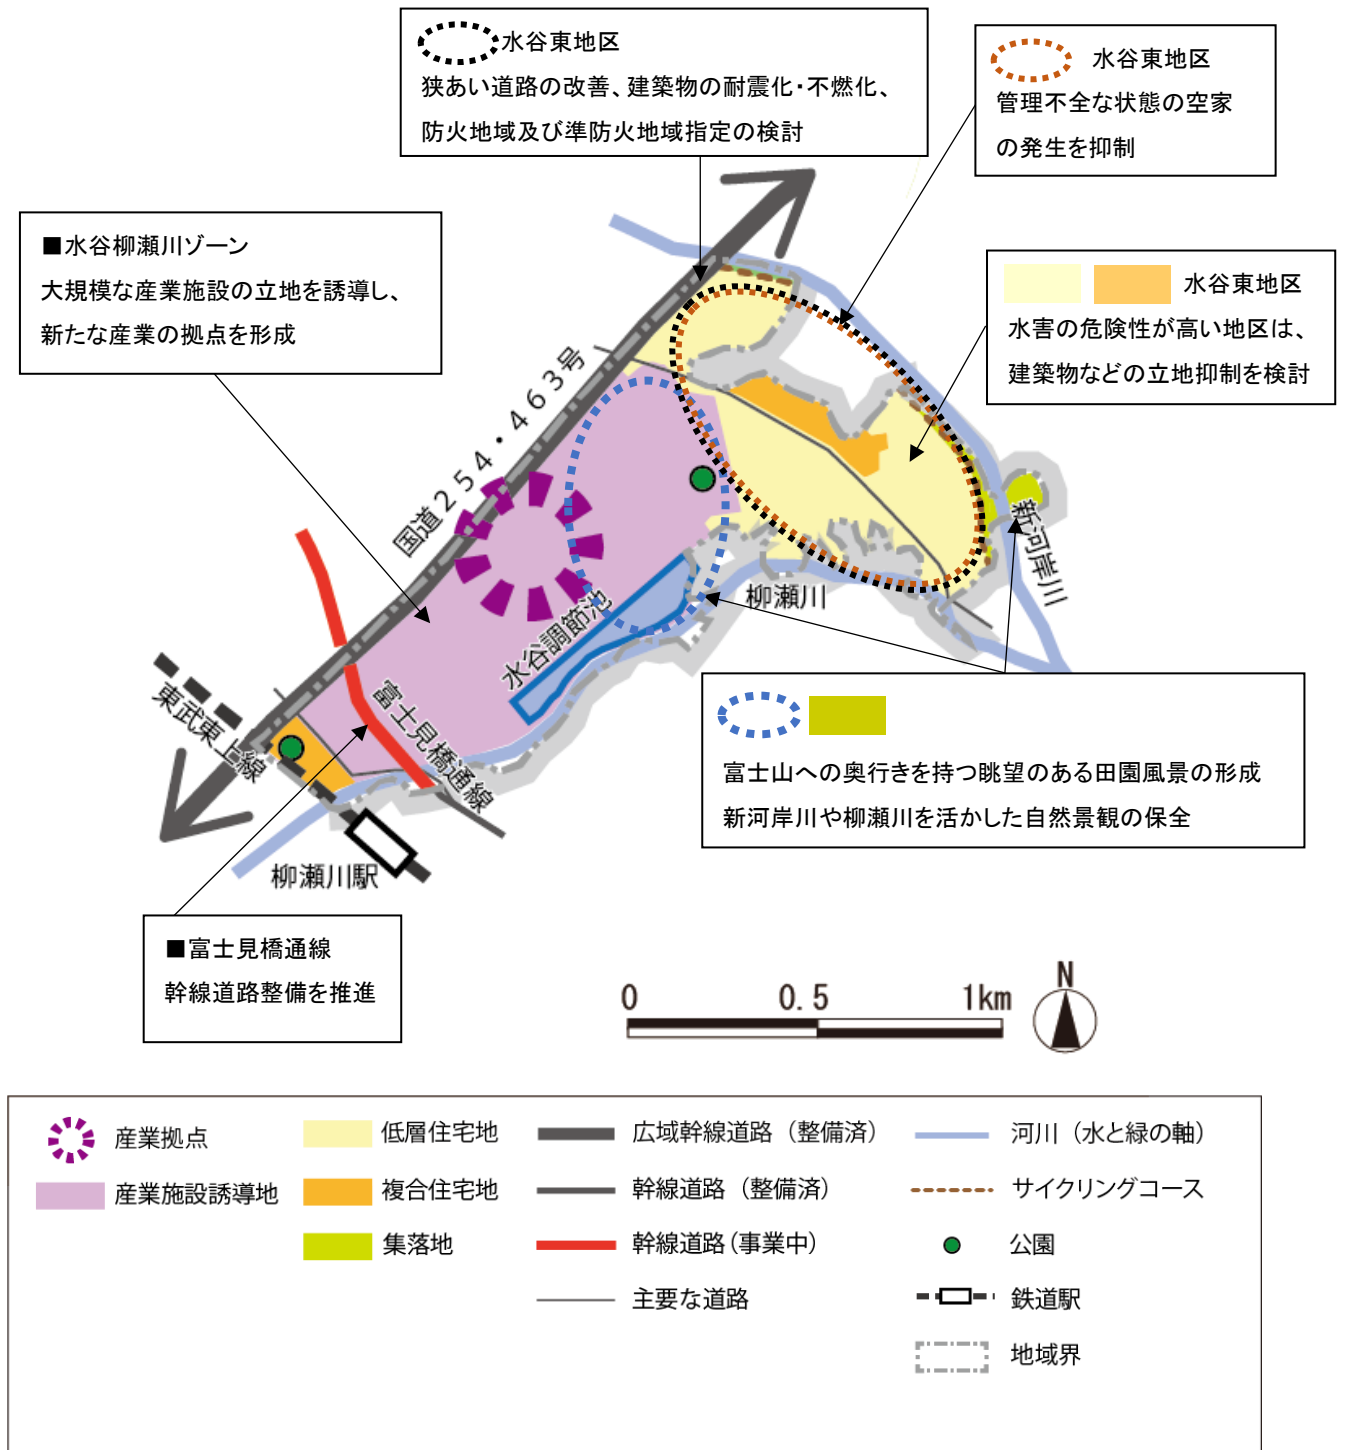 水谷東地区
狭あい道路の改善、建築物の耐震化・不燃化、
防火地域及び準防火地域指定の検討
水谷東地区
管理不全な状態の空家
の発生を抑制
■水谷柳瀬川ゾーン
大規模な産業施設の立地を誘導し、
新たな産業の拠点を形成
水谷東地区
水害の危険性が高い地区は、
建築物などの立地抑制を検討
国道254・463号
新河岸川
柳瀬川
水谷調節池
東武東上線
富士見橋通線
柳瀬川駅
富士山への奥行きを持つ眺望のある田園風景の形成
新河岸川や柳瀬川を活かした自然景観の保全
■富士見橋通線
幹線道路整備を推進
0 0.5 1km
N
産業拠点
産業施設誘導地
低層住宅地
複合住宅地
集落地
広域幹線道路（整備済）
幹線道路（整備済）
幹線道路(事業中)
主要な道路
河川（水と緑の軸）
サイクリングコース
公園
鉄道駅
地域界